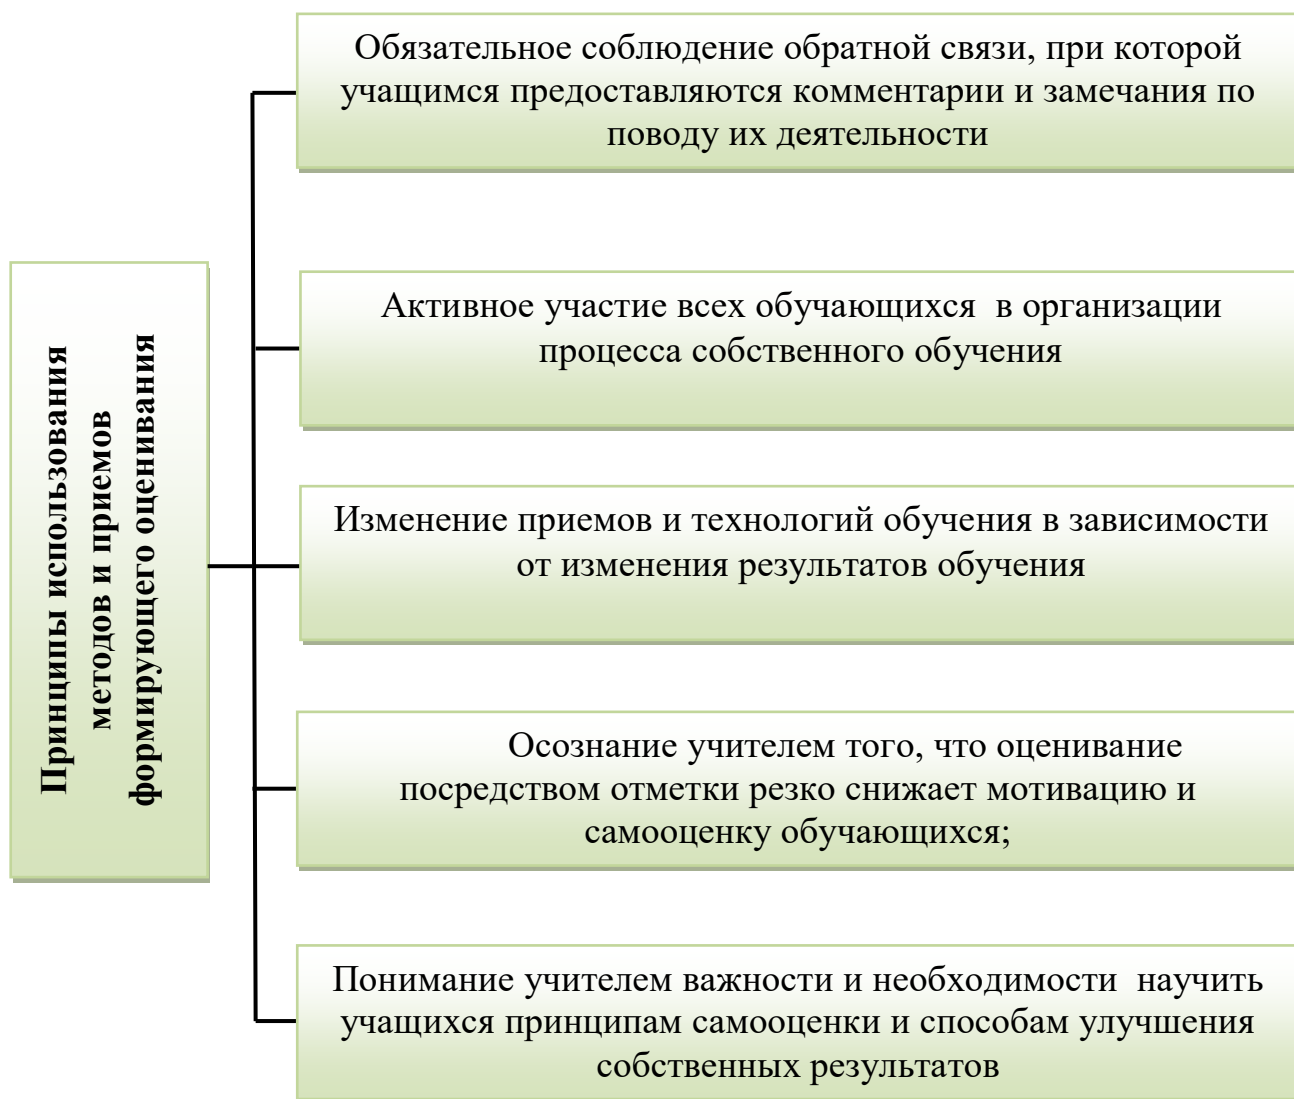 Принципы использования
методов и приемов
формирующего оценивания
Обязательное соблюдение обратной связи, при которой
учащимся предоставляются комментарии и замечания по
поводу их деятельности
Активное участие всех обучающихся  в организации
процесса собственного обучения
Изменение приемов и технологий обучения в зависимости
от изменения результатов обучения
Осознание учителем того, что оценивание
посредством отметки резко снижает мотивацию и
самооценку обучающихся;
Понимание учителем важности и необходимости  научить
учащихся принципам самооценки и способам улучшения
собственных результатов